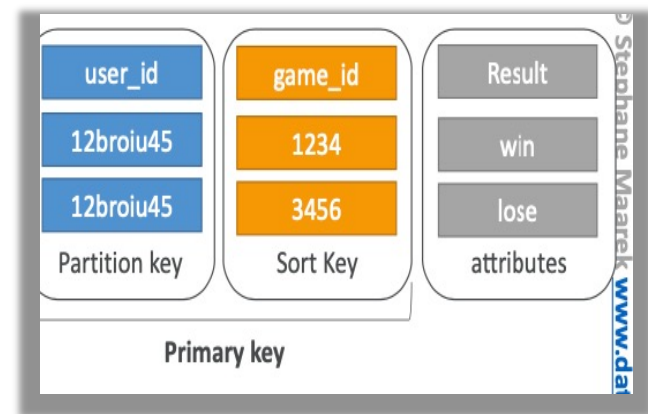 user_id game_id Result
12broiu45 1234 win
12broiu45 3456 lose
Partition key Sort Key attributes
Primary key
© Stephane Maarek www.dat